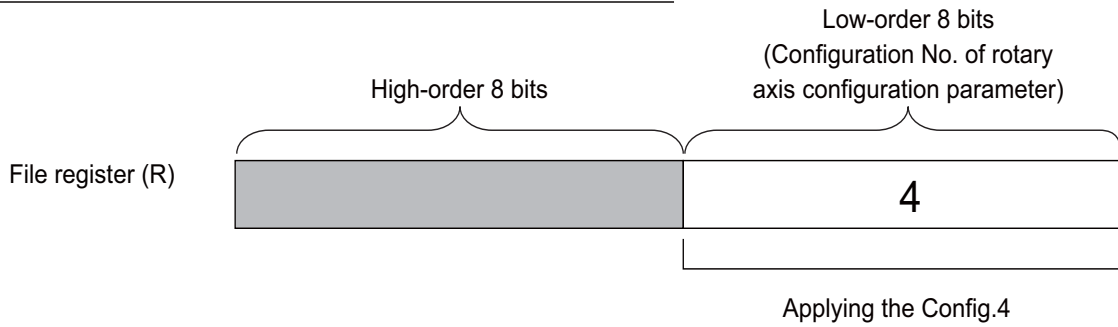 Low-order 8 bits
(Configuration No. of rotary
axis configuration parameter)
High-order 8 bits
File register (R)
4
Applying the Config.4